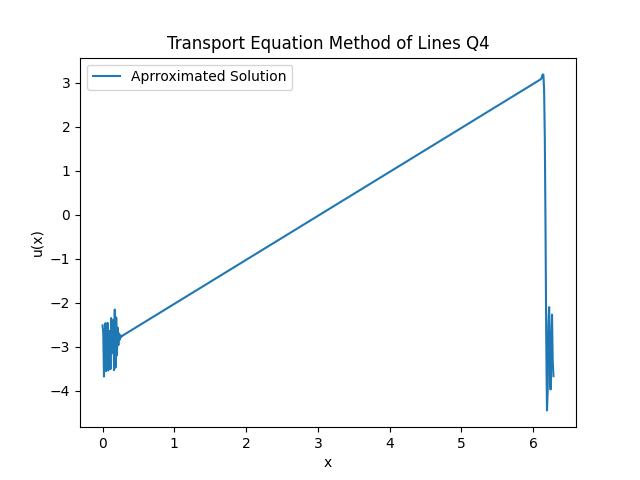 Transport Equation Method of Lines Q4
Aprroximated Solution
3
2
1
0
−1
−2
−3
−4
u(x)
0 1 2 3 4 5 6
x